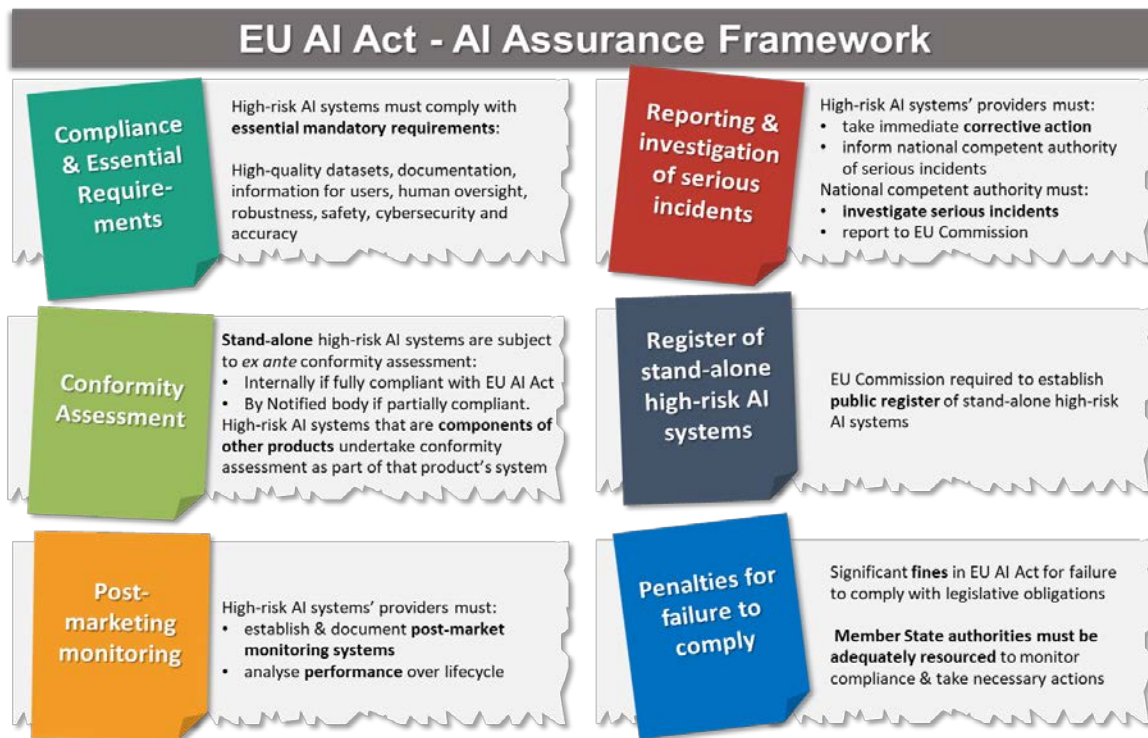 EU AI Act - AI Assurance Framework
Compliance
& Essential
Require-
ments
High-risk AI systems must comply with
essential mandatory requirements:
High-quality datasets, documentation,
information for users, human oversight,
robustness, safety, cybersecurity and
accuracy
Reporting &
investigation
of serious
incidents
High-risk AI systems' providers must:
• take immediate corrective action
• inform national competent authority
of serious incidents
National competent authority must:
• investigate serious incidents
• report to EU Commission
Conformity
Assessment
Stand-alone high-risk AI systems are subject
to ex ante conformity assessment:
• Internally if fully compliant with EU AI Act
• By Notified body if partially compliant.
High-risk AI systems that are components of
other products undertake conformity
assessment as part of that product's system
Register of
stand-alone
high-risk AI
systems
EU Commission required to establish
public register of stand-alone high-risk
AI systems
Post-
marketing
monitoring
High-risk AI systems' providers must:
• establish & document post-market
monitoring systems
• analyse performance over lifecycle
Penalties for
failure to
comply
Significant fines in EU AI Act for failure
to comply with legislative obligations
Member State authorities must be
adequately resourced to monitor
compliance & take necessary actions